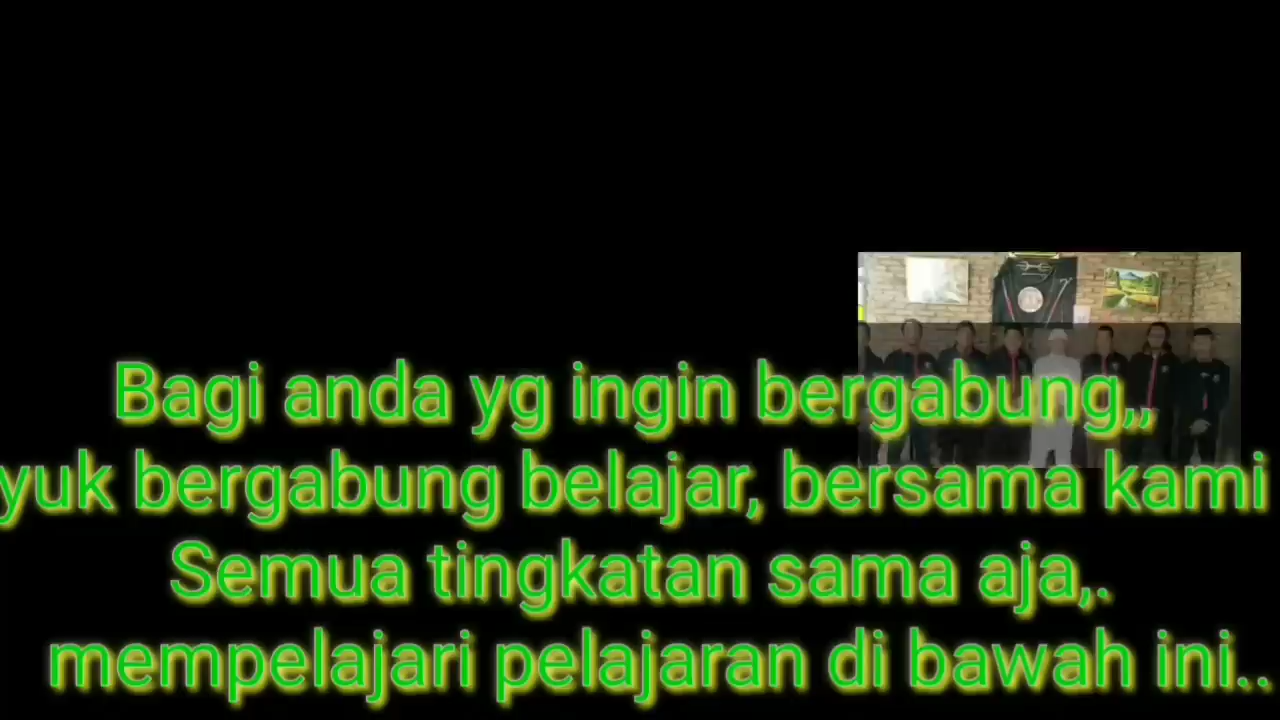 Bagi anda yg ingin bergabung,,
yuk bergabung belajar, bersama kami
Semua tingkatan sama aja,.
mempelajari pelajaran di bawah ini..